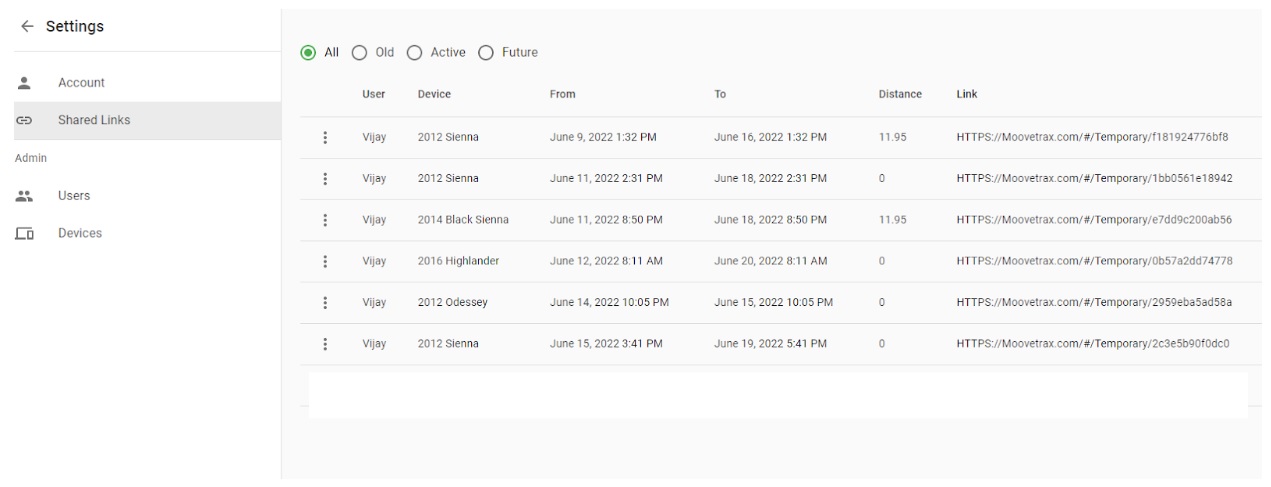 Settings
Account
Shared Links
Admin
Users
Devices
All Old Active Future
User Device From To Distance Link
Vijay 2012 Sienna June 9, 2022 1:32 PM June 16, 2022 1:32 PM 11.95 HTTPS://Moovetrax.com/#/Temporary/f181924776bf8
Vijay 2012 Sienna June 11, 2022 2:31 PM June 18, 2022 2:31 PM 0 HTTPS://Moovetrax.com/#/Temporary/1bb0561e18942
Vijay 2014 Black Sienna June 11, 2022 8:50 PM June 18, 2022 8:50 PM 11.95 HTTPS://Moovetrax.com/#/Temporary/e7dd9c200ab56
Vijay 2016 Highlander June 12, 2022 8:11 AM June 20, 2022 8:11 AM 0 HTTPS://Moovetrax.com/#/Temporary/0b57a2dd74778
Vijay 2012 Odessey June 14, 2022 10:05 PM June 15, 2022 10:05 PM 0 HTTPS://Moovetrax.com/#/Temporary/2959eba5ad58a
Vijay 2012 Sienna June 15, 2022 3:41 PM June 19, 2022 5:41 PM 0 HTTPS://Moovetrax.com/#/Temporary/2c3e5b90f0dc0